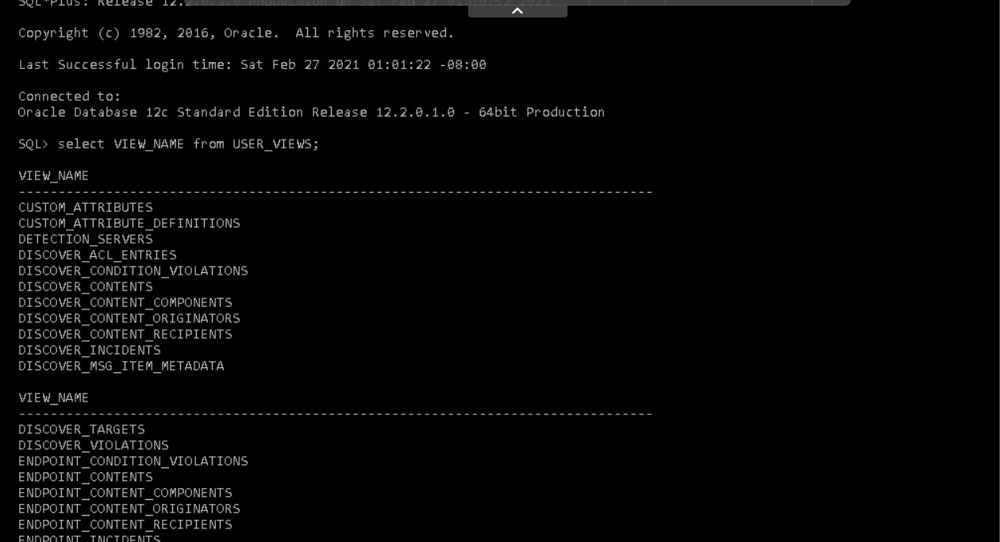 SQL*Plus: Release 12.2.0.1.0 Production on Sat Feb 27 01:10:52 2021
Copyright (c) 1982, 2016, Oracle.  All rights reserved.
Last Successful login time: Sat Feb 27 2021 01:01:22 -08:00
Connected to:
Oracle Database 12c Standard Edition Release 12.2.0.1.0 - 64bit Production
SQL> select VIEW_NAME from USER_VIEWS;
VIEW_NAME
--------------------------------------------------------------------------------
CUSTOM_ATTRIBUTES
CUSTOM_ATTRIBUTE_DEFINITIONS
DETECTION_SERVERS
DISCOVER_ACL_ENTRIES
DISCOVER_CONDITION_VIOLATIONS
DISCOVER_CONTENTS
DISCOVER_CONTENT_COMPONENTS
DISCOVER_CONTENT_ORIGINATORS
DISCOVER_CONTENT_RECIPIENTS
DISCOVER_INCIDENTS
DISCOVER_MSG_ITEM_METADATA
VIEW_NAME
--------------------------------------------------------------------------------
DISCOVER_TARGETS
DISCOVER_VIOLATIONS
ENDPOINT_CONDITION_VIOLATIONS
ENDPOINT_CONTENTS
ENDPOINT_CONTENT_COMPONENTS
ENDPOINT_CONTENT_ORIGINATORS
ENDPOINT_CONTENT_RECIPIENTS
ENDPOINT_INCIDENTS